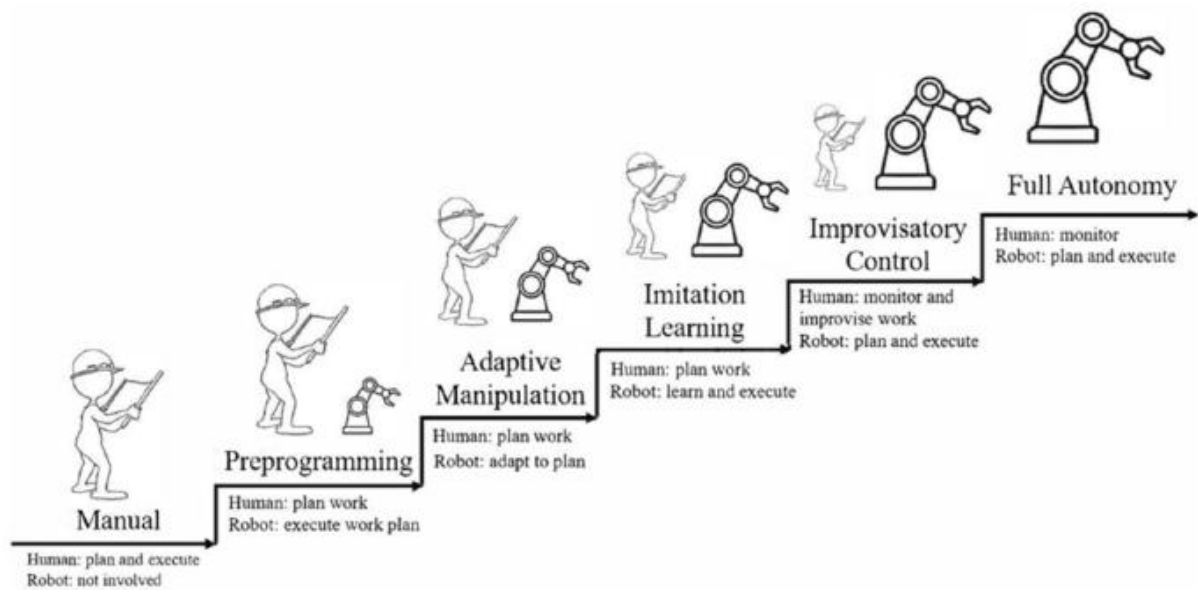 Manual
Human: plan and execute
Robot: not involved
Preprogramming
Human: plan work
Robot: execute work plan
Adaptive
Manipulation
Human: plan work
Robot: adapt to plan
Imitation
Learning
Human: plan work
Robot: learn and execute
Improvisatory
Control
Human: monitor and
improvise work
Robot: plan and execute
Full Autonomy
Human: monitor
Robot: plan and execute